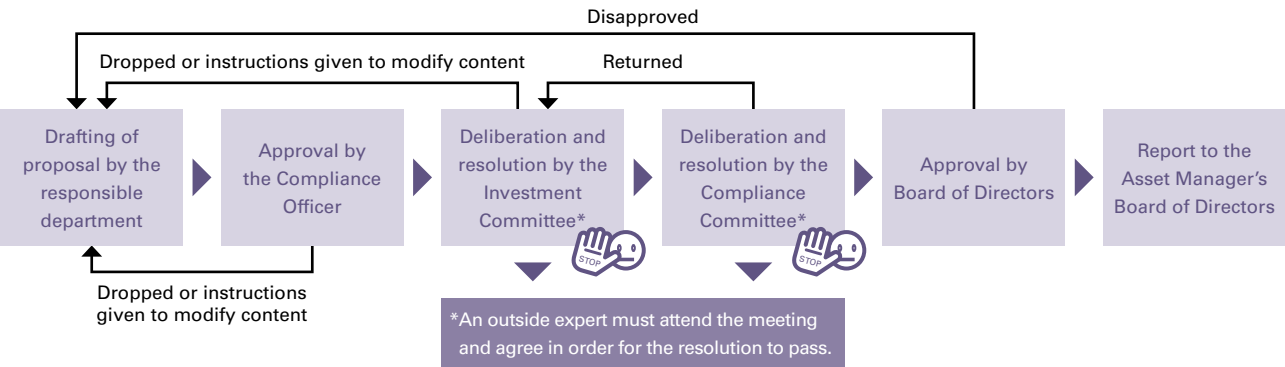 Disapproved
Dropped or instructions given to modify content
Returned
Drafting of
proposal by the
responsible
department
Approval by
the Compliance
Officer
Deliberation and
resolution by the
Investment
Committee*
STOP
Deliberation and
resolution by the
Compliance
Committee*
STOP
Approval by
Board of Directors
Report to the
Asset Manager’s
Board of Directors
Dropped or instructions
given to modify content
*An outside expert must attend the meeting
and agree in order for the resolution to pass.